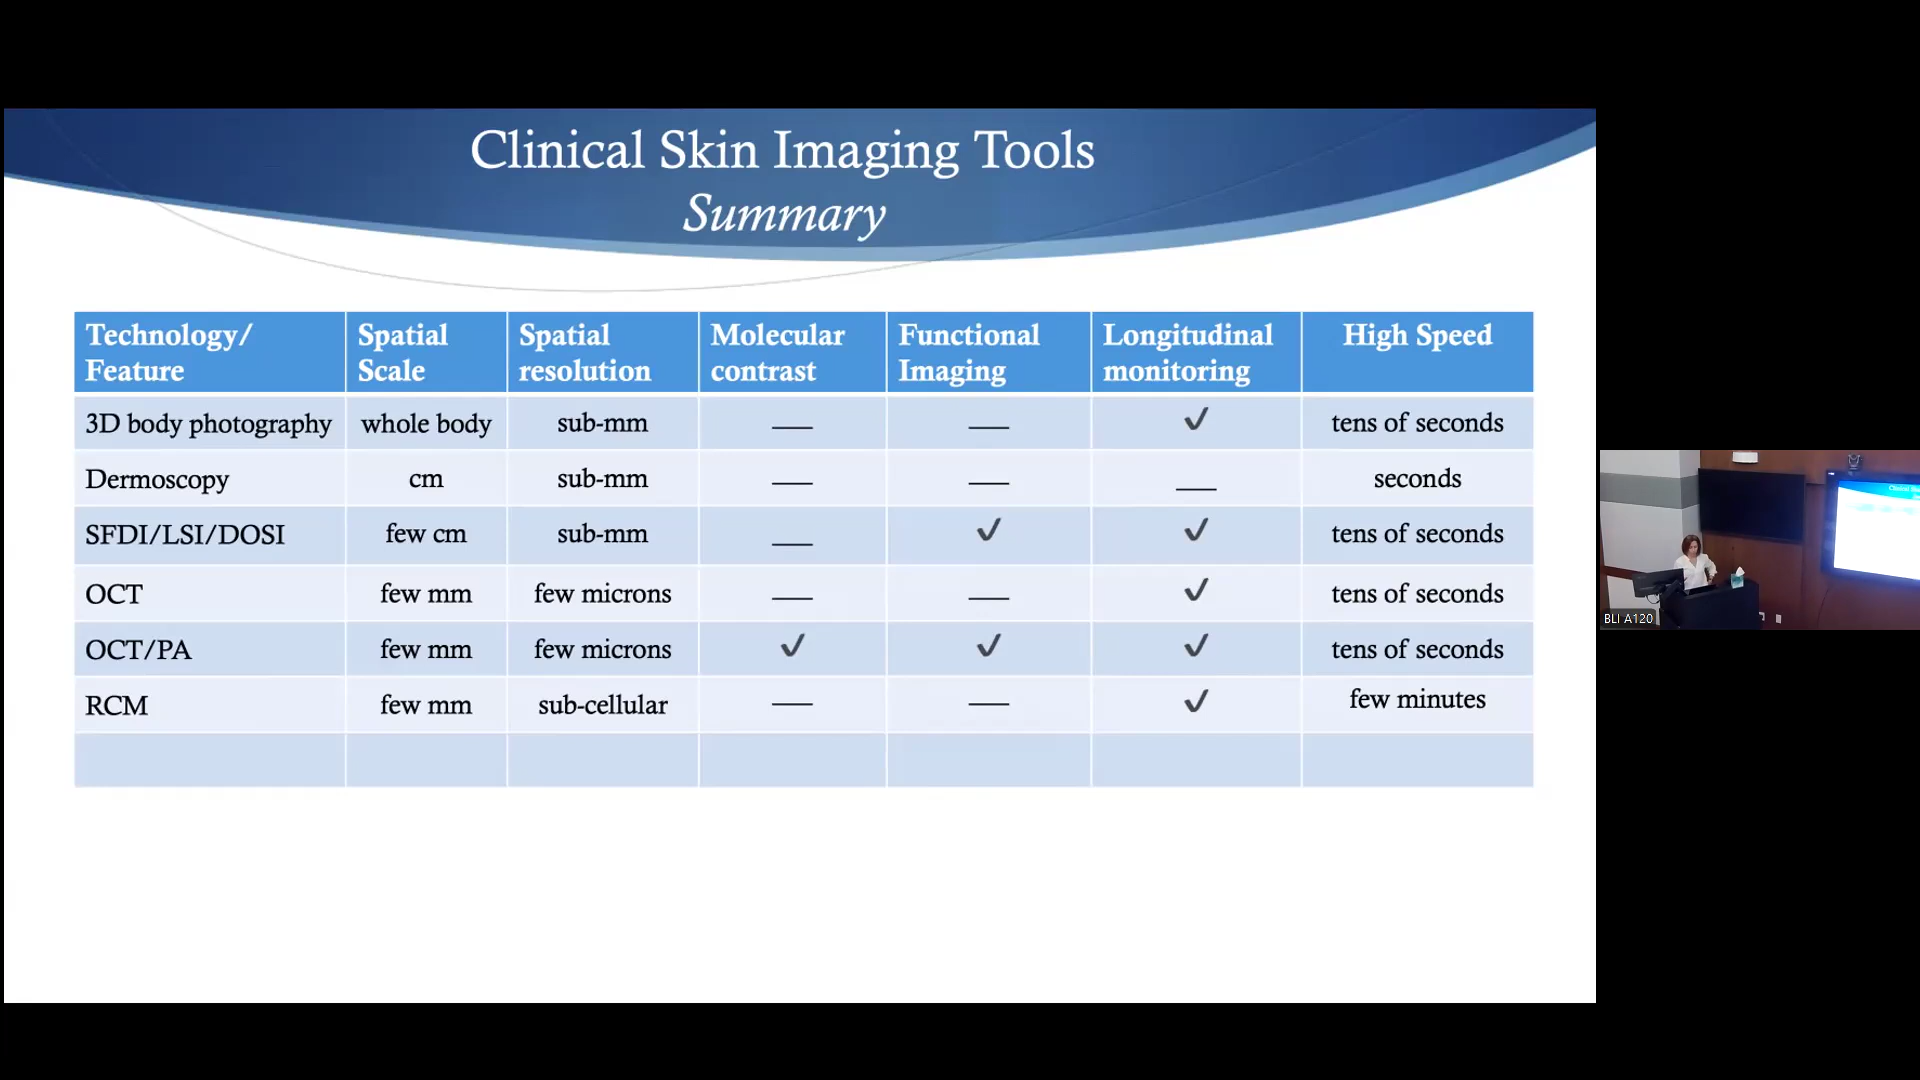 Clinical Skin Imaging Tools
Summary
Technology/ Feature Spatial Scale Spatial resolution Molecular contrast Functional Imaging Longitudinal monitoring High Speed
3D body photography whole body sub-mm — — ✓ tens of seconds
Dermoscopy cm sub-mm — — — seconds
SFDI/LSI/DOSI few cm sub-mm — ✓ ✓ tens of seconds
OCT few mm few microns — — ✓ tens of seconds
OCT/PA few mm few microns ✓ ✓ ✓ tens of seconds
RCM few mm sub-cellular — — ✓ few minutes
BLI A120